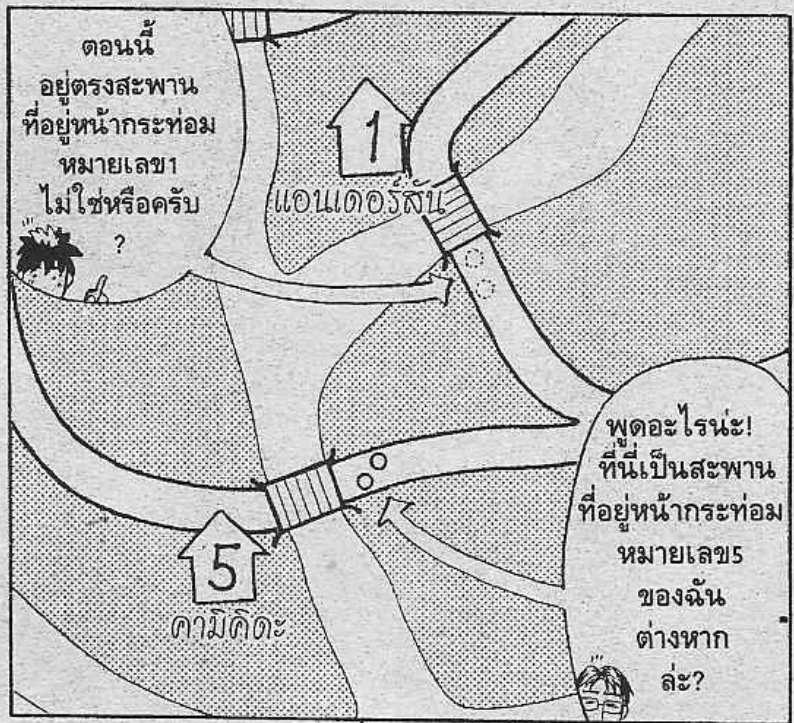 ตอนนี้
อยู่ตรงสะพาน
ที่อยู่หน้ากระท่อม
หมายเลข1
ไม่ใช่หรือครับ
?
1
แอนเดอร์สัน
พูดอะไรน่ะ!
ที่นี่เป็นสะพาน
ที่อยู่หน้ากระท่อม
หมายเลข5
ของฉัน
ต่างหาก
ล่ะ?
5
คามิคิดะ